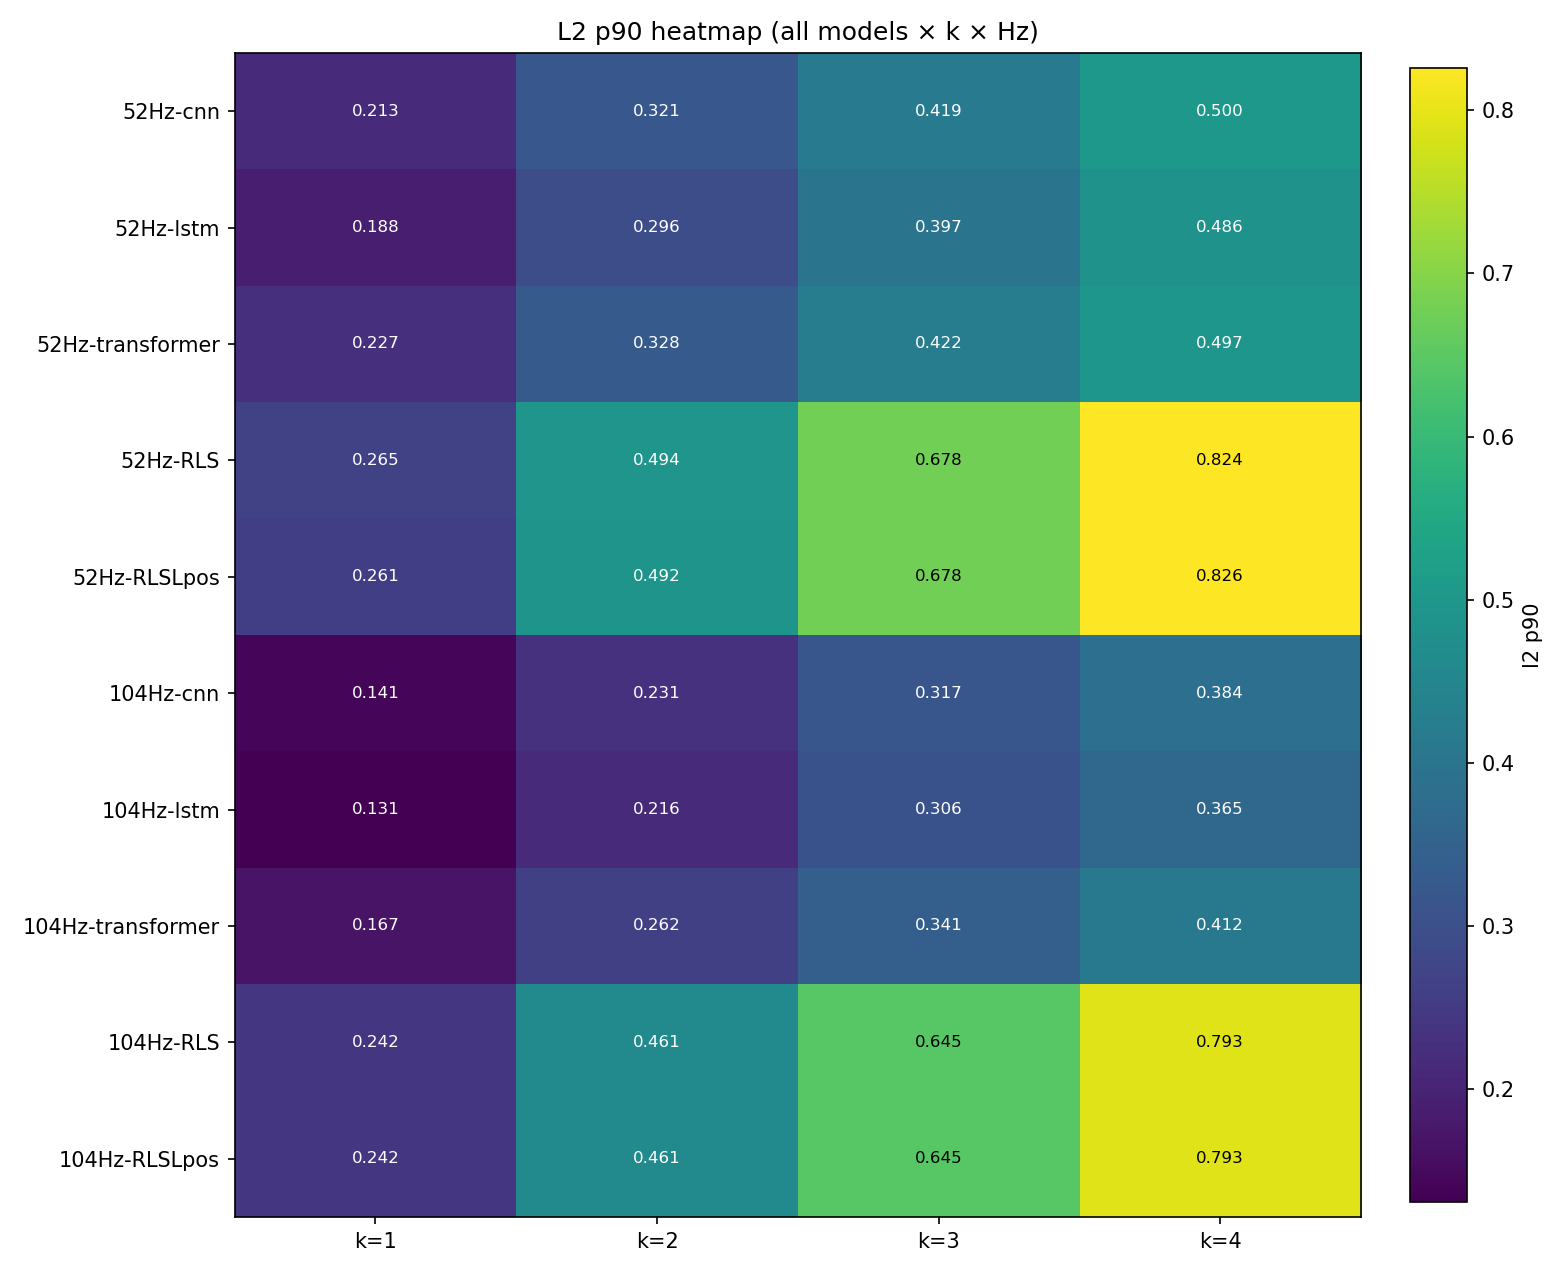 L2 p90 heatmap (all models × k × Hz)
52Hz-cnn 0.213 0.321 0.419 0.500
52Hz-lstm 0.188 0.296 0.397 0.486
52Hz-transformer 0.227 0.328 0.422 0.497
52Hz-RLS 0.265 0.494 0.678 0.824
52Hz-RLSLpos 0.261 0.492 0.678 0.826
104Hz-cnn 0.141 0.231 0.317 0.384
104Hz-lstm 0.131 0.216 0.306 0.365
104Hz-transformer 0.167 0.262 0.341 0.412
104Hz-RLS 0.242 0.461 0.645 0.793
104Hz-RLSLpos 0.242 0.461 0.645 0.793
k=1 k=2 k=3 k=4
0.8
0.7
0.6
0.5
0.4
0.3
0.2
l2 p90